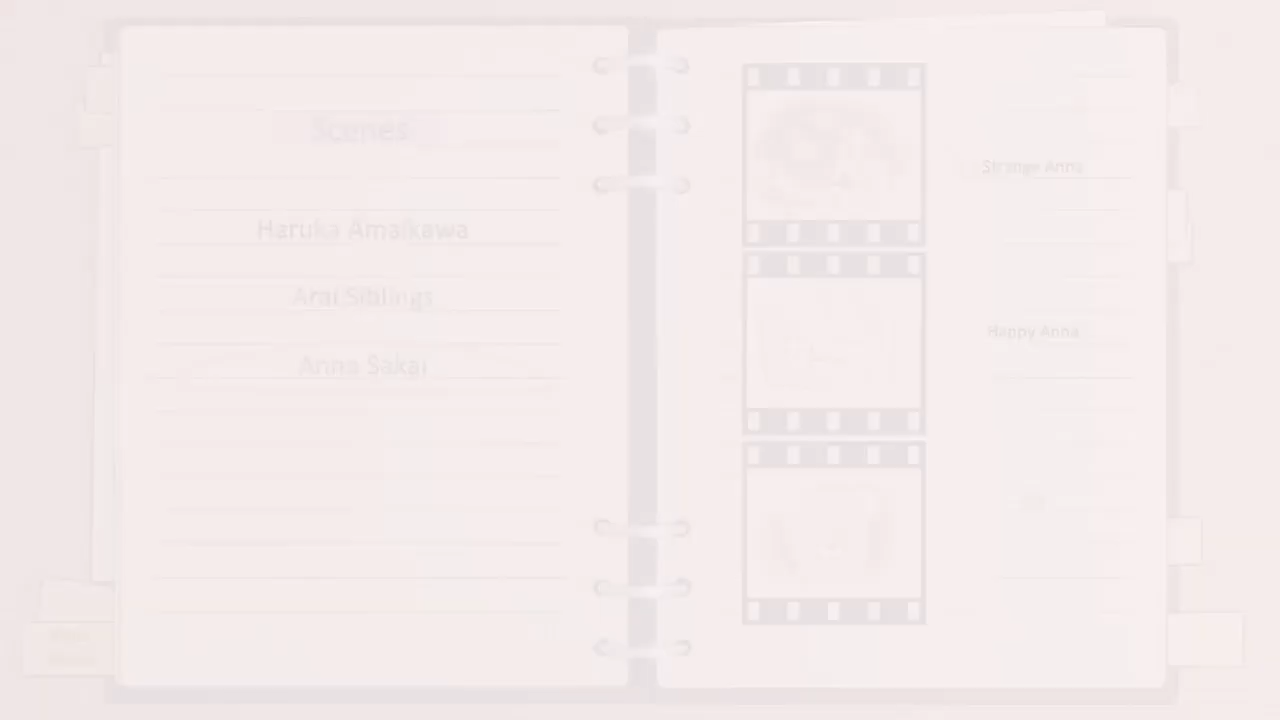 Scenes
Haruka Amaikawa
Arai Siblings
Anna Sakai
Strange Anna
Happy Anna